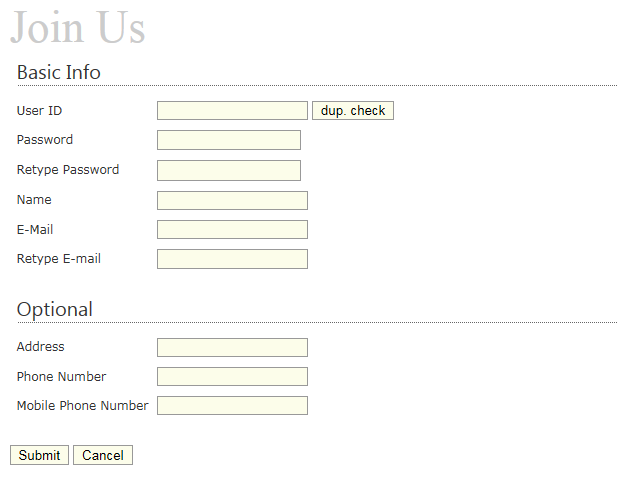 Join Us
Basic Info
User ID dup. check
Password
Retype Password
Name
E-Mail
Retype E-mail
Optional
Address
Phone Number
Mobile Phone Number
Submit Cancel